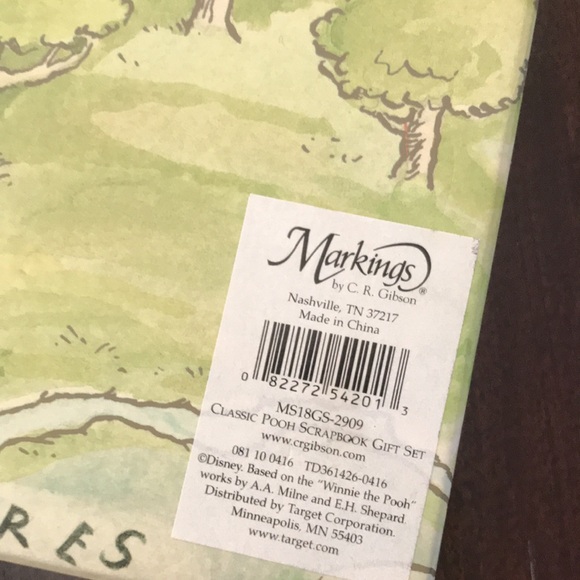 Markings®
by C. R. Gibson
Nashville, TN 37217
Made in China
0 82272 54201 3
MS18GS-2909
CLASSIC POOH SCRAPBOOK GIFT SET
www.crgibson.com
081 10 0416 TD361426-0416
©Disney. Based on the "Winnie the Pooh"
works by A.A. Milne and E.H. Shepard
Distributed by Target Corporation.
Minneapolis, MN 55403
www.target.com
RES